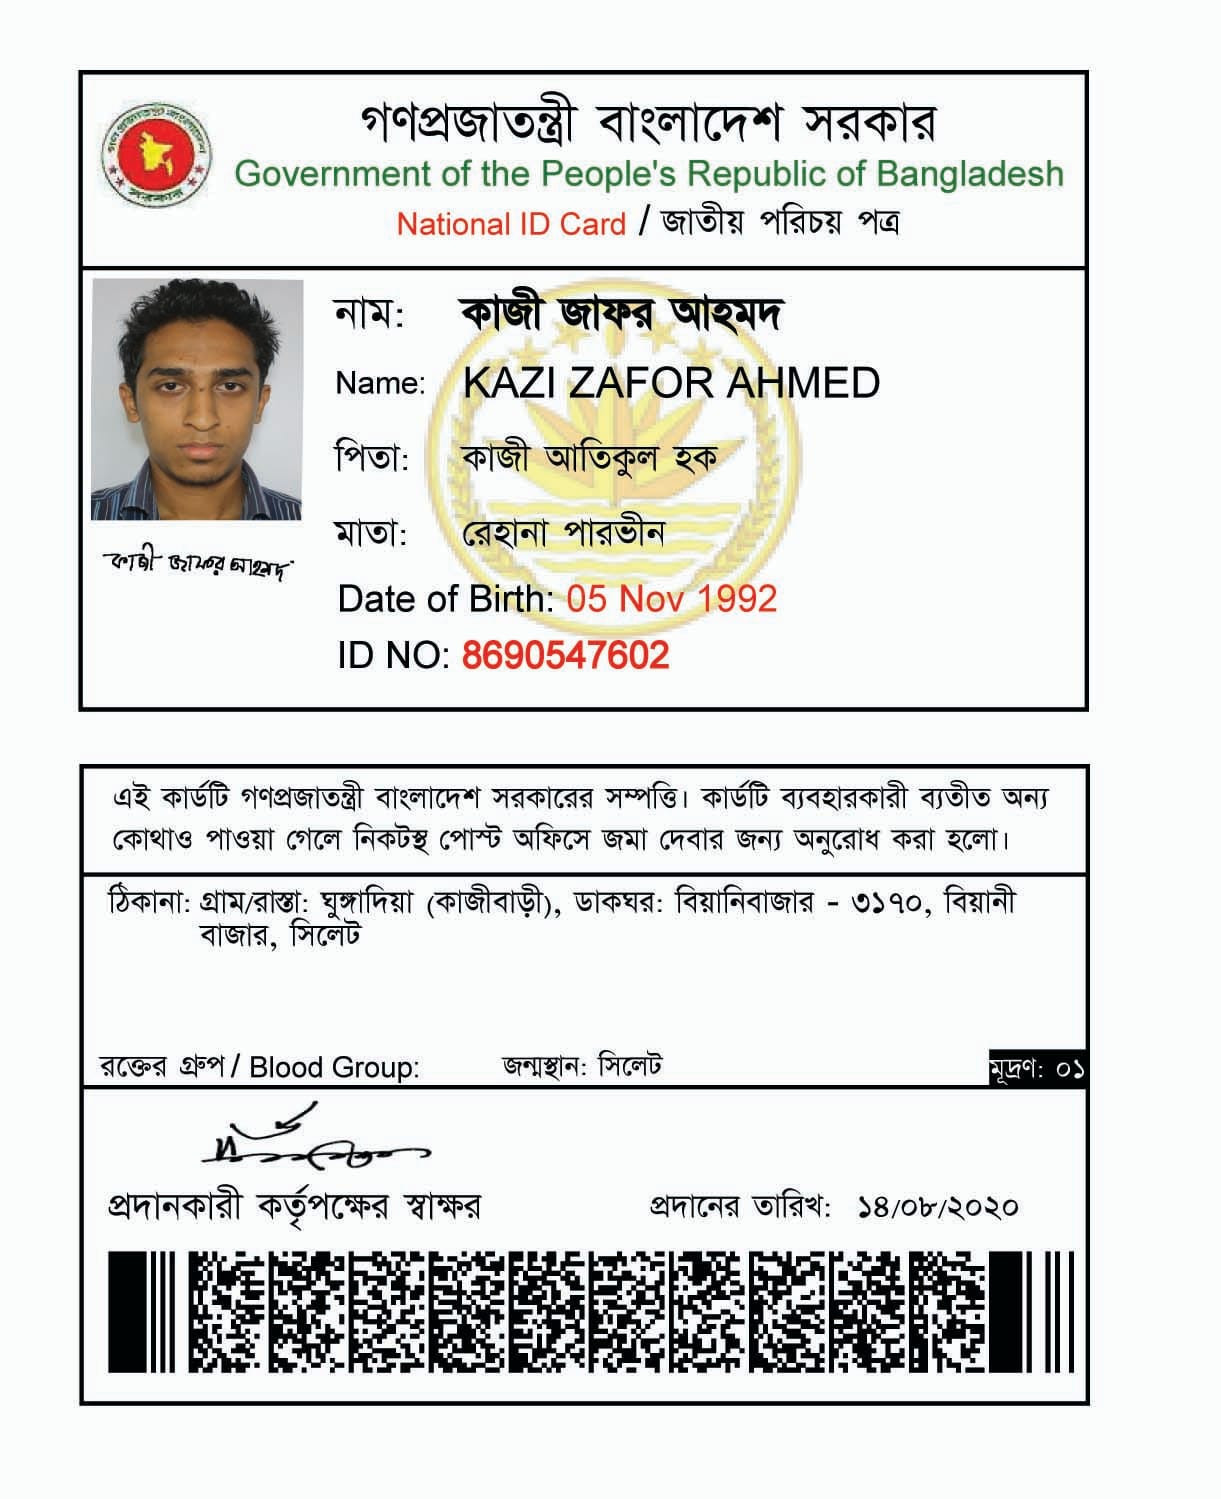 গণপ্রজাতন্ত্রী বাংলাদেশ সরকার
Government of the People's Republic of Bangladesh
National ID Card / জাতীয় পরিচয় পত্র
নাম: কাজী জাফর আহমদ
Name: KAZI ZAFOR AHMED
পিতা: কাজী আতিকুল হক
মাতা: রেহানা পারভীন
কাজী জাফর আহমদ
Date of Birth: 05 Nov 1992
ID NO: 8690547602
এই কার্ডটি গণপ্রজাতন্ত্রী বাংলাদেশ সরকারের সম্পত্তি। কার্ডটি ব্যবহারকারী ব্যতীত অন্য
কোথাও পাওয়া গেলে নিকটস্থ পোস্ট অফিসে জমা দেবার জন্য অনুরোধ করা হলো।
ঠিকানা: গ্রাম/রাস্তা: ঘুঙ্গাদিয়া (কাজীবাড়ী), ডাকঘর: বিয়ানিবাজার - ৩১৭০, বিয়ানী
বাজার, সিলেট
রক্তের গ্রুপ / Blood Group: জন্মস্থান: সিলেট মূদ্রণ: ০১
প্রদানকারী কর্তৃপক্ষের স্বাক্ষর প্রদানের তারিখ: ১৪/০৮/২০২০